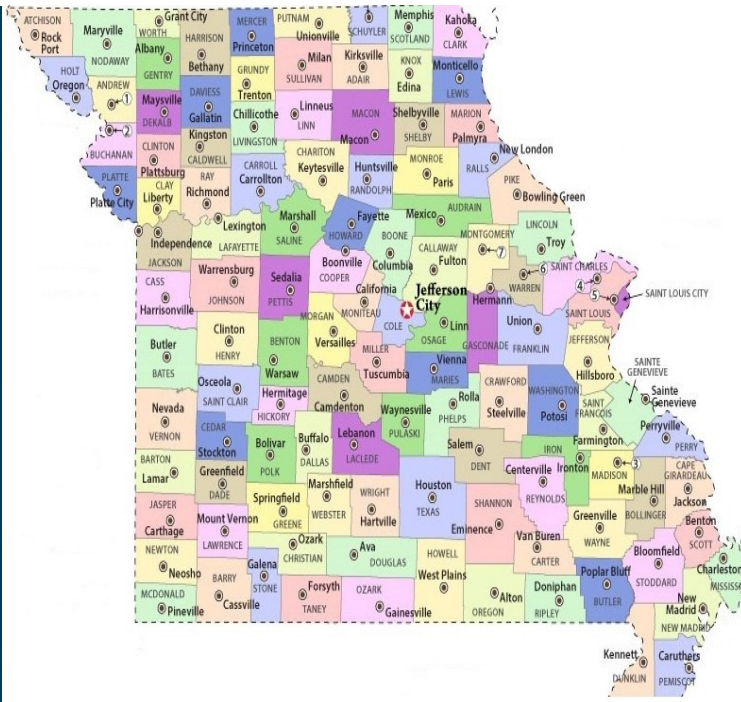 ATCHISON
Rock
Port
Maryville
NODAWAY
Grant City
WORTH
Albany
GENTRY
HARRISON
Bethany
MERCER
Princeton
PUTNAM
Unionville
SCHUYLER
Memphis
SCOTLAND
Kahoka
CLARK
HOLT
Oregon
ANDREW
1
Maysville
DEKALB
DAVIESS
Gallatin
GRUNDY
Trenton
Milan
SULLIVAN
Kirksville
ADAIR
KNOX
Edina
Monticello
LEWIS
2
BUCHANAN
CLINTON
Plattsburg
Kingston
CALDWELL
Chillicothe
LIVINGSTON
Linneus
LINN
MACON
Macon
Shelbyville
SHELBY
MARION
Palmyra
PLATTE
Platte City
CLAY
Liberty
RAY
Richmond
CARROLL
Carrollton
CHARITON
Keytesville
Huntsville
RANDOLPH
MONROE
Paris
RALLS
New London
PIKE
Bowling Green
Independence
JACKSON
Lexington
LAFAYETTE
Marshall
SALINE
Fayette
HOWARD
BOONE
Columbia
Mexico
AUDRAIN
CALLAWAY
Fulton
MONTGOMERY
7
LINCOLN
Troy
CASS
Harrisonville
Warrensburg
JOHNSON
Sedalia
PETTIS
Boonville
COOPER
California
MONITEAU
Jefferson
City
COLE
Hermann
GASCONADE
6
WARREN
SAINT CHARLES
4
5
SAINT LOUIS
SAINT LOUIS CITY
Butler
BATES
Clinton
HENRY
BENTON
Warsaw
MORGAN
Versailles
MILLER
Tuscumbia
Linn
OSAGE
Vienna
MARIES
Union
FRANKLIN
JEFFERSON
Hillsboro
Nevada
VERNON
Osceola
SAINT CLAIR
Hermitage
HICKORY
CAMDEN
Camdenton
Waynesville
PULASKI
Rolla
PHELPS
CRAWFORD
Steelville
WASHINGTON
Potosi
SAINT
FRANCOIS
Farmington
SAINTE
GENEVIEVE
Sainte
Genevieve
Perryville
PERRY
BARTON
Lamar
CEDAR
Stockton
Bolivar
POLK
Buffalo
DALLAS
Lebanon
LACLEDE
Salem
DENT
IRON
Ironton
3
MADISON
CAPE
GIRARDEAU
Jackson
JASPER
Carthage
Greenfield
DADE
Springfield
GREENE
Marshfield
WEBSTER
WRIGHT
Hartville
Houston
TEXAS
SHANNON
Eminence
Centerville
REYNOLDS
Greenville
WAYNE
Marble Hill
BOLLINGER
Benton
SCOTT
NEWTON
Neosho
Mount Vernon
LAWRENCE
Ozark
CHRISTIAN
Ava
DOUGLAS
HOWELL
West Plains
Van Buren
CARTER
Poplar Bluff
BUTLER
Bloomfield
STODDARD
Charleston
MISSISS
MCDONALD
Pineville
BARRY
Cassville
Galena
STONE
Forsyth
TANEY
OZARK
Gainesville
Alton
OREGON
Doniphan
RIPLEY
New
Madrid
NEW MADRID
Kennett
DUNKLIN
Caruthers
PEMISCOT